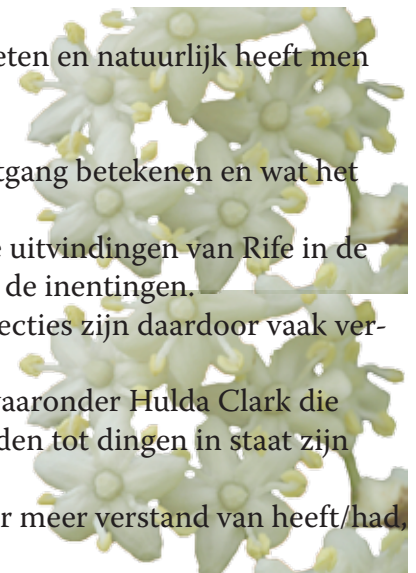 eten en natuurlijk heeft men
tgang betekenen en wat het
e uitvindingen van Rife in de
de inentingen.
ecties zijn daardoor vaak ver-
waaronder Hulda Clark die
den tot dingen in staat zijn
r meer verstand van heeft/had,